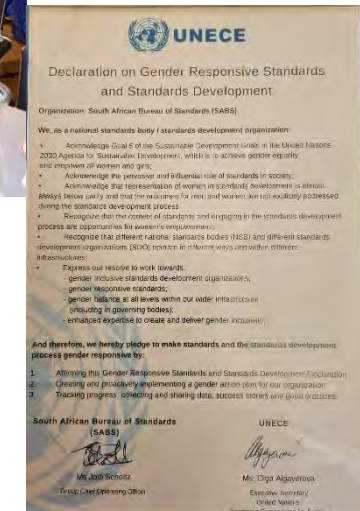 UNECE
Declaration on Gender Responsive Standards
and Standards Development
Organization: South African Bureau of Standards (SABS)
We, as a national standards body / standards development organization:
• Acknowledge Goal 5 of the Sustainable Development Goals in the United Nations
2030 Agenda for Sustainable Development, which is to achieve gender equality
and empower all women and girls;
• Acknowledge the pervasive and influential role of standards in society;
• Acknowledge that representation of women in standards development is almost
always below parity and that the outcomes for men and women are not explicitly addressed
during the standards development process
• Recognize that the content of standards and engaging in the standards development
process are opportunities for women's empowerment;
• Recognize that different national standards bodies (NSB) and different standards
development organizations (SDO) operate in different ways and within different
infrastructures;
• Express our resolve to work towards,
- gender inclusive standards development organizations;
- gender responsive standards;
- gender balance at all levels within our wider infrastructure
(including in governing bodies);
- enhanced expertise to create and deliver gender inclusivity;
And therefore, we hereby pledge to make standards and the standards development
process gender responsive by:
1. Affirming this Gender Responsive Standards and Standards Development Declaration
2. Creating and proactively implementing a gender action plan for our organization
3. Tracking progress, collecting and sharing data, success stories and good practices
South African Bureau of Standards
(SABS)
UNECE
Ms Jodi Scholtz
Group Chief Operating Officer
Ms. Olga Algayerova
Executive Secretary
United Nations